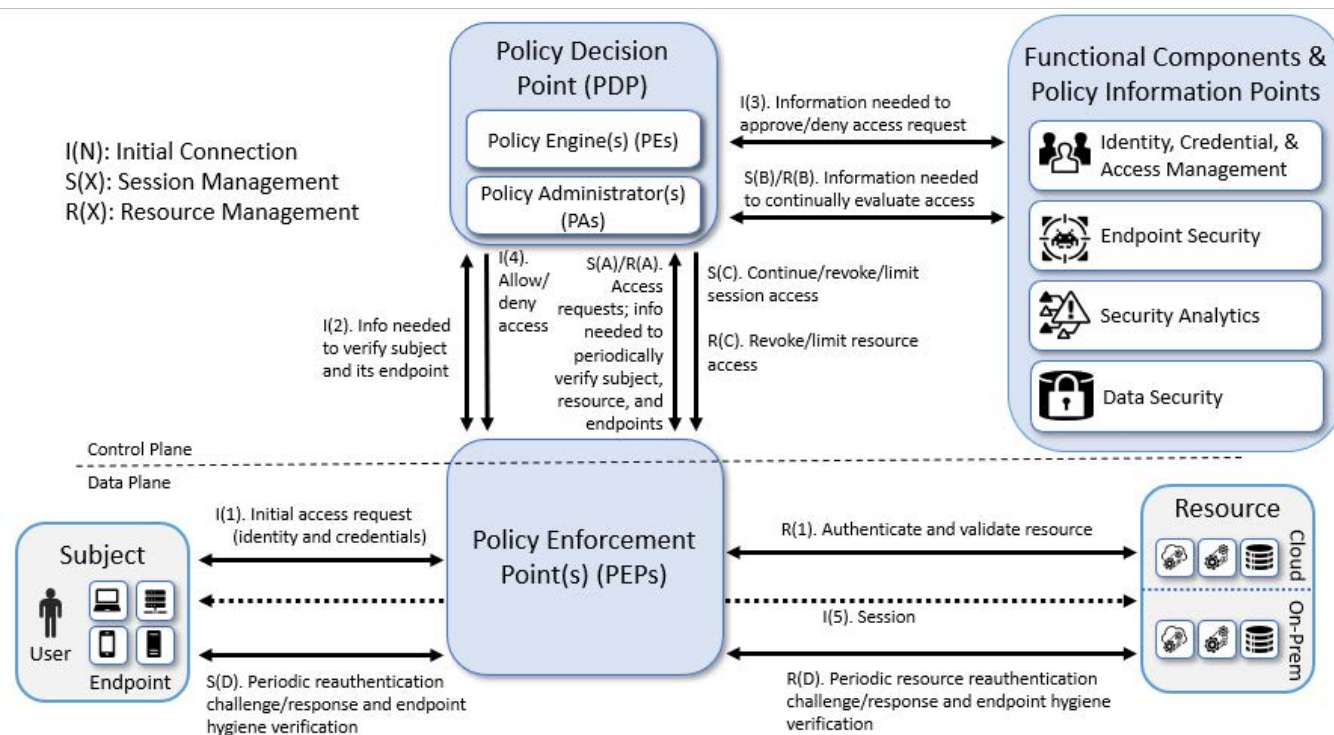 Policy Decision
Point (PDP)
Policy Engine(s) (PEs)
Policy Administrator(s)
(PAs)
Functional Components &
Policy Information Points
Identity, Credential, &
Access Management
Endpoint Security
Security Analytics
Data Security
I(N): Initial Connection
S(X): Session Management
R(X): Resource Management
I(3). Information needed to
approve/deny access request
S(B)/R(B). Information needed
to continually evaluate access
I(2). Info needed
to verify subject
and its endpoint
I(4).
Allow/
deny
access
S(A)/R(A).
Access
requests; info
needed to
periodically
verify subject,
resource, and
endpoints
S(C). Continue/revoke/limit
session access
R(C). Revoke/limit resource
access
Control Plane
Data Plane
Subject
User
Endpoint
I(1). Initial access request
(identity and credentials)
S(D). Periodic reauthentication
challenge/response and endpoint
hygiene verification
Policy Enforcement
Point(s) (PEPs)
R(1). Authenticate and validate resource
I(5). Session
R(D). Periodic resource reauthentication
challenge/response and endpoint hygiene
verification
Resource
Cloud
On-Prem